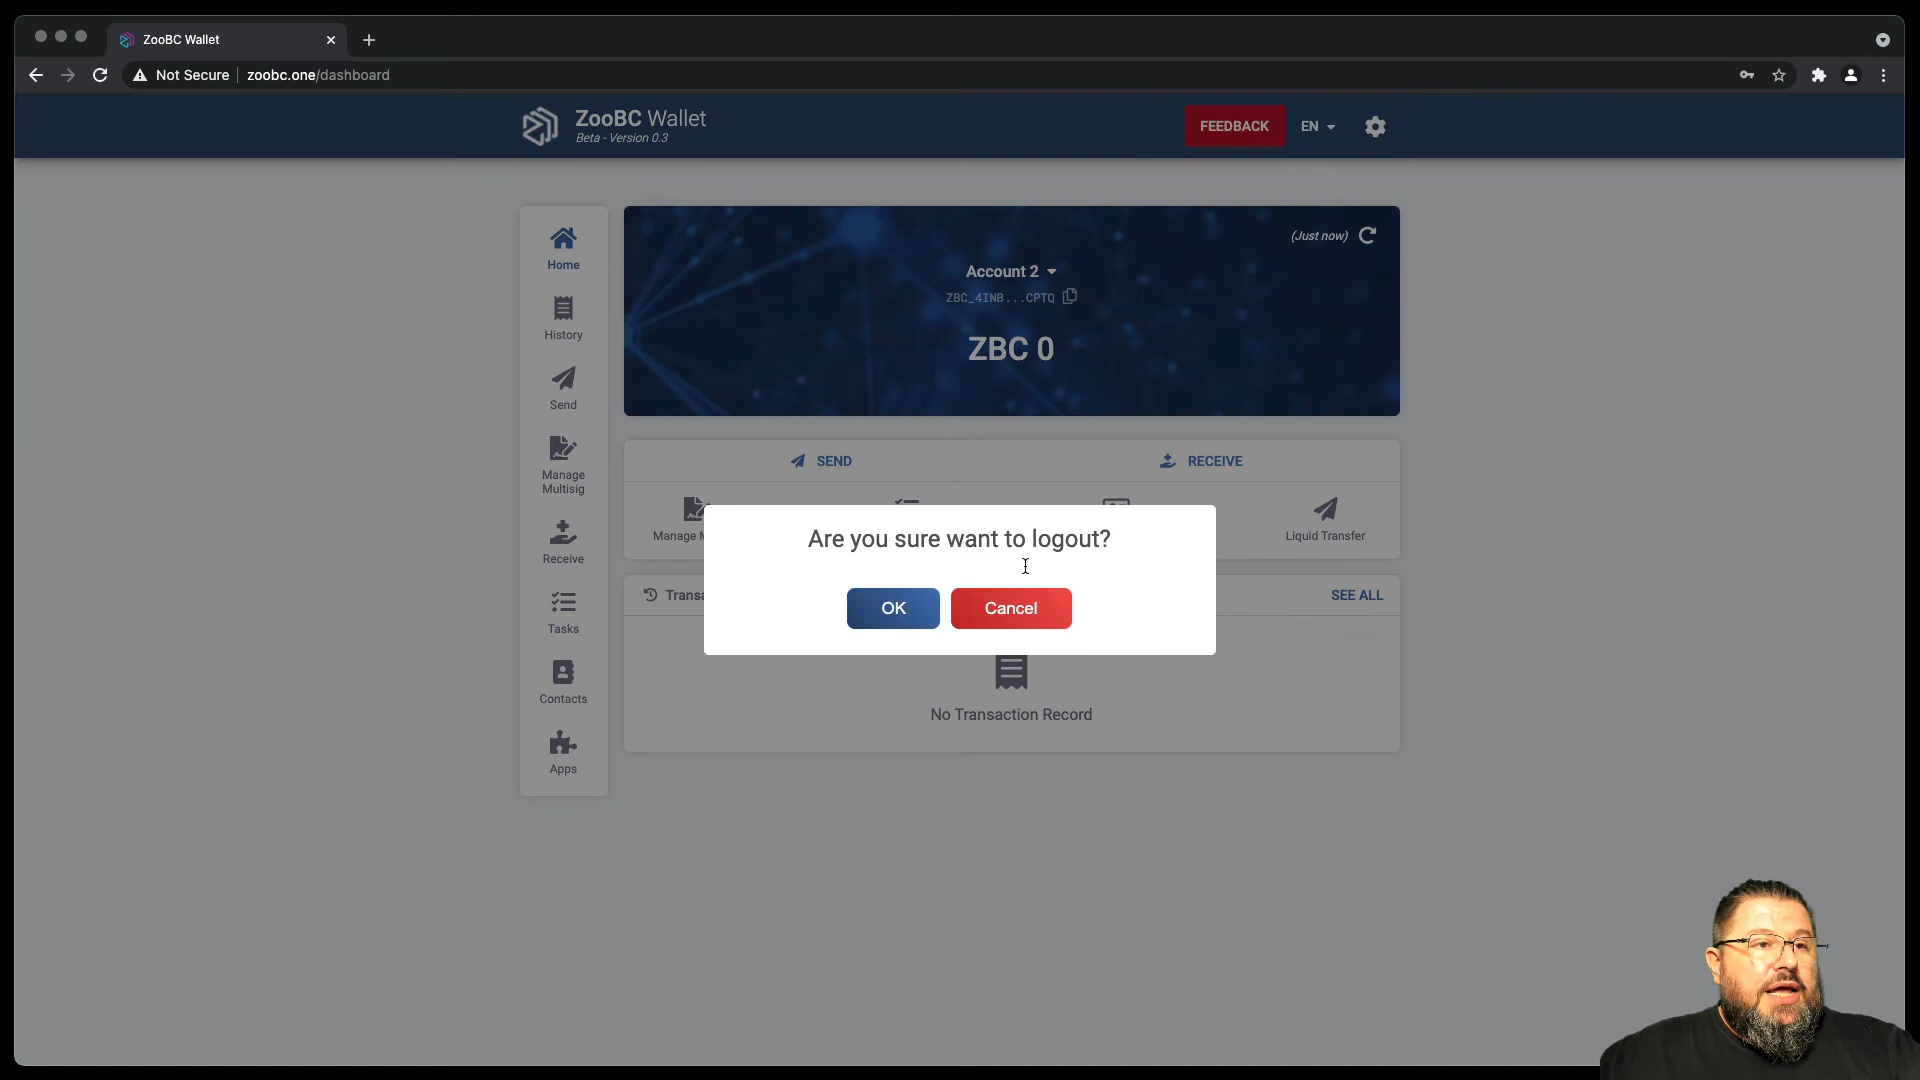 ZooBC Wallet
Not Secure zoobc.one/dashboard
ZooBC Wallet
Beta - Version 0.3
FEEDBACK
EN
Home
History
Send
Manage
Multisig
Receive
Tasks
Contacts
Apps
(Just now)
Account 2
ZBC_4INB...CPTQ
ZBC 0
SEND
RECEIVE
Manage M
Liquid Transfer
Are you sure want to logout?
OK
Cancel
Transa
SEE ALL
No Transaction Record